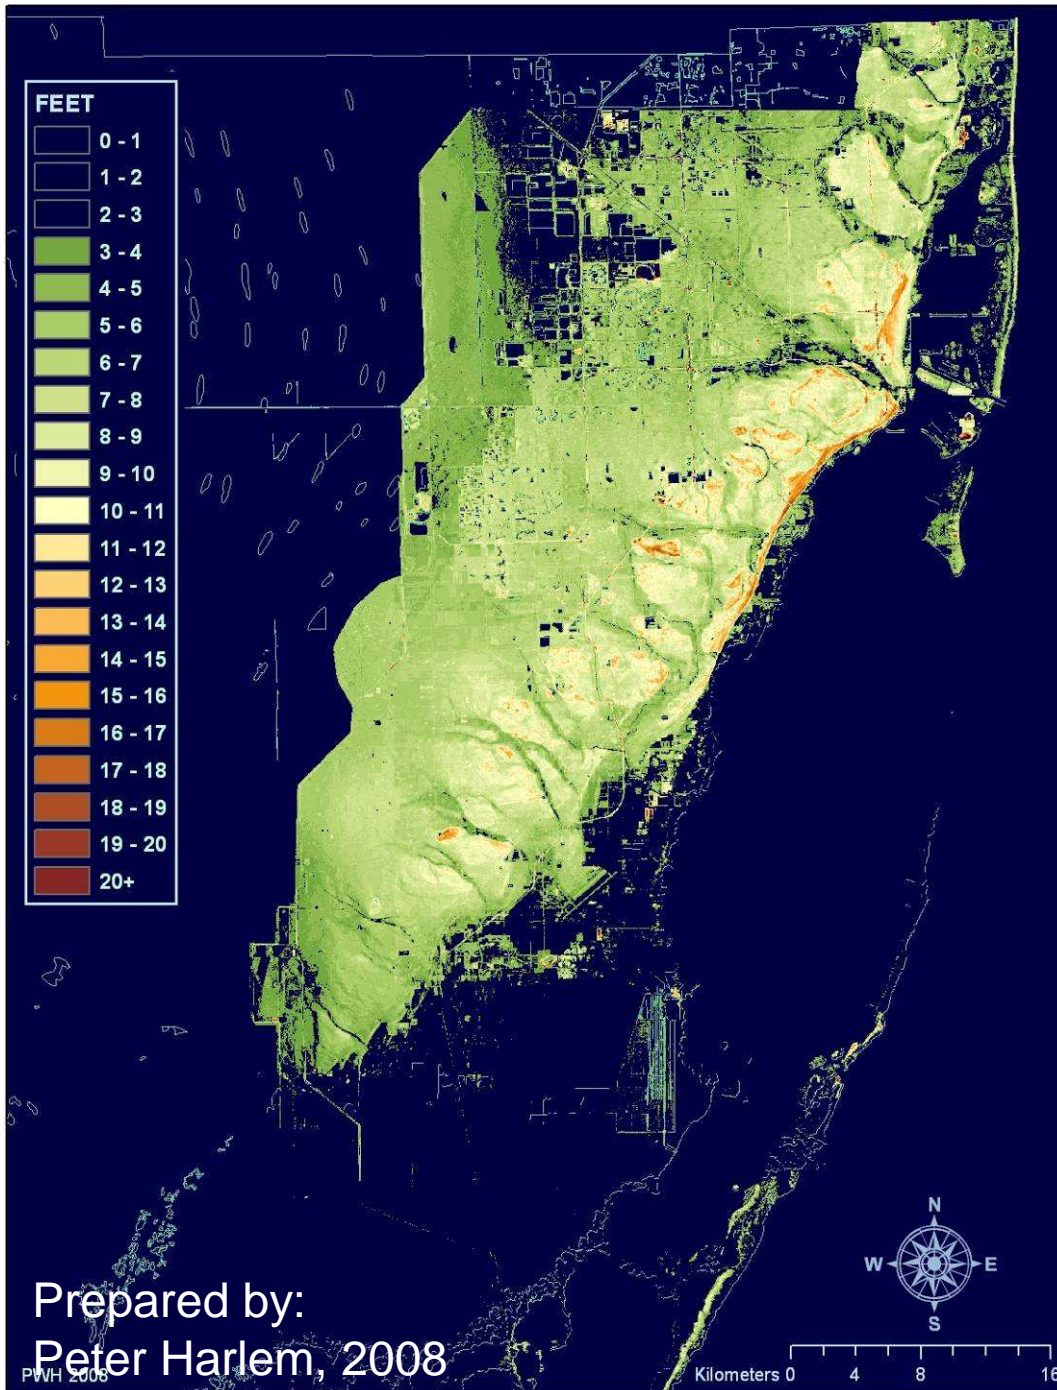 FEET
0 - 1
1 - 2
2 - 3
3 - 4
4 - 5
5 - 6
6 - 7
7 - 8
8 - 9
9 - 10
10 - 11
11 - 12
12 - 13
13 - 14
14 - 15
15 - 16
16 - 17
17 - 18
18 - 19
19 - 20
20+
N
W E
S
Prepared by:
Peter Harlem, 2008
PWH 2008
Kilometers 0 4 8 16